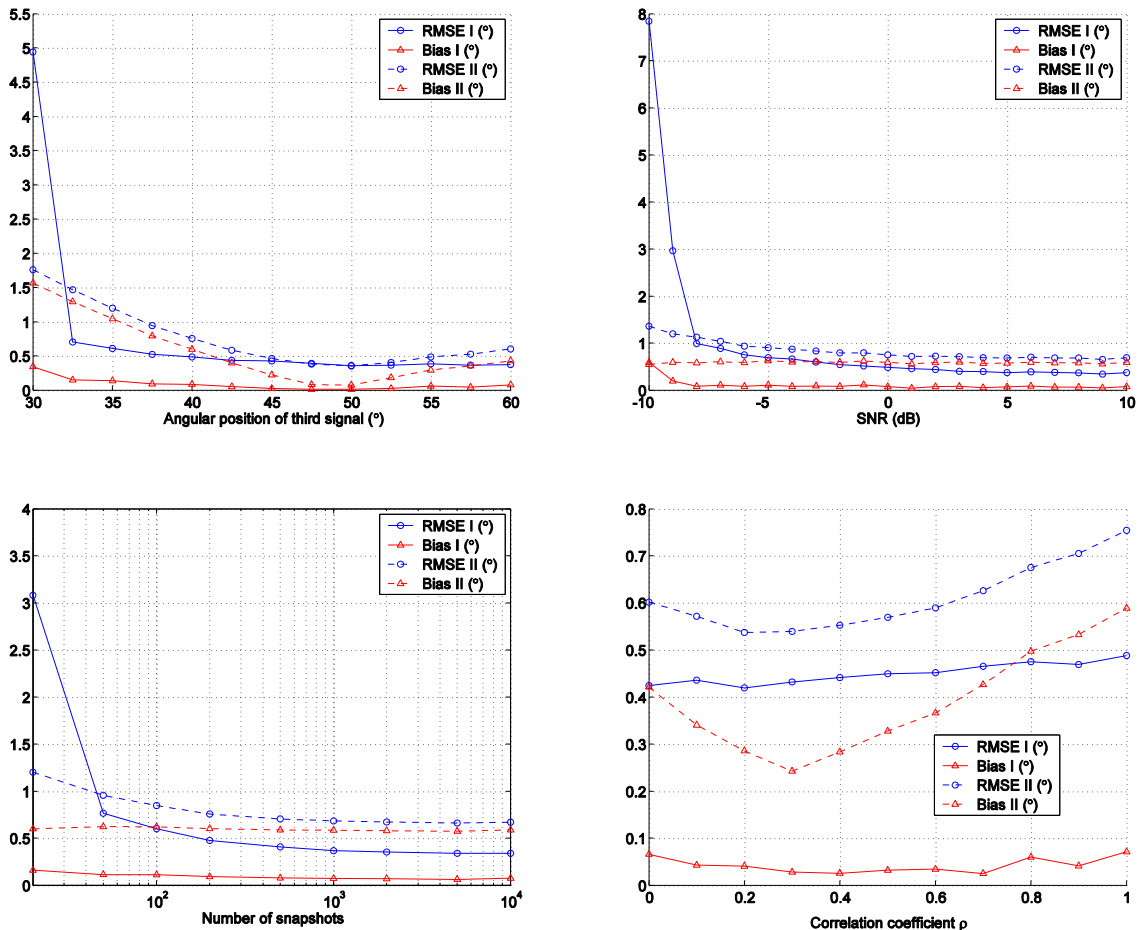 5.5
5
4.5
4
3.5
3
2.5
2
1.5
1
0.5
0
30 35 40 45 50 55 60
Angular position of third signal (°)
RMSE I (°)
Bias I (°)
RMSE II (°)
Bias II (°)
8
7
6
5
4
3
2
1
0
-10 -5 0 5 10
SNR (dB)
RMSE I (°)
Bias I (°)
RMSE II (°)
Bias II (°)
4
3.5
3
2.5
2
1.5
1
0.5
0
10² 10³ 10⁴
Number of snapshots
RMSE I (°)
Bias I (°)
RMSE II (°)
Bias II (°)
0.8
0.7
0.6
0.5
0.4
0.3
0.2
0.1
0
0 0.2 0.4 0.6 0.8 1
Correlation coefficient ρ
RMSE I (°)
Bias I (°)
RMSE II (°)
Bias II (°)